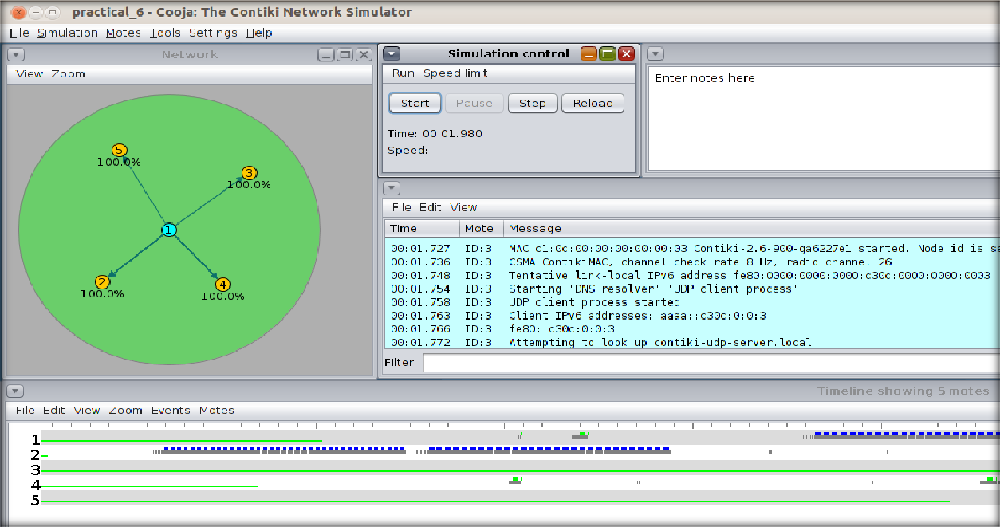 practical_6 - Cooja: The Contiki Network Simulator
File Simulation Motes Tools Settings Help
Network
View Zoom
5
100.0%
3
100.0%
1
2
100.0%
4
100.0%
Simulation control
Run Speed limit
Start Pause Step Reload
Time: 00:01.980
Speed: ---
Enter notes here
File Edit View
Time Mote Message
00:01.727 ID:3 MAC c1:0c:00:00:00:00:00:03 Contiki-2.6-900-ga6227e1 started. Node id is se
00:01.736 ID:3 CSMA ContikiMAC, channel check rate 8 Hz, radio channel 26
00:01.748 ID:3 Tentative link-local IPv6 address fe80:0000:0000:0000:c30c:0000:0000:0003
00:01.754 ID:3 Starting 'DNS resolver' 'UDP client process'
00:01.758 ID:3 UDP client process started
00:01.763 ID:3 Client IPv6 addresses: aaaa::c30c:0:0:3
00:01.766 ID:3 fe80::c30c:0:0:3
00:01.772 ID:3 Attempting to look up contiki-udp-server.local
Filter:
Timeline showing 5 motes
File Edit View Zoom Events Motes
1
2
3
4
5